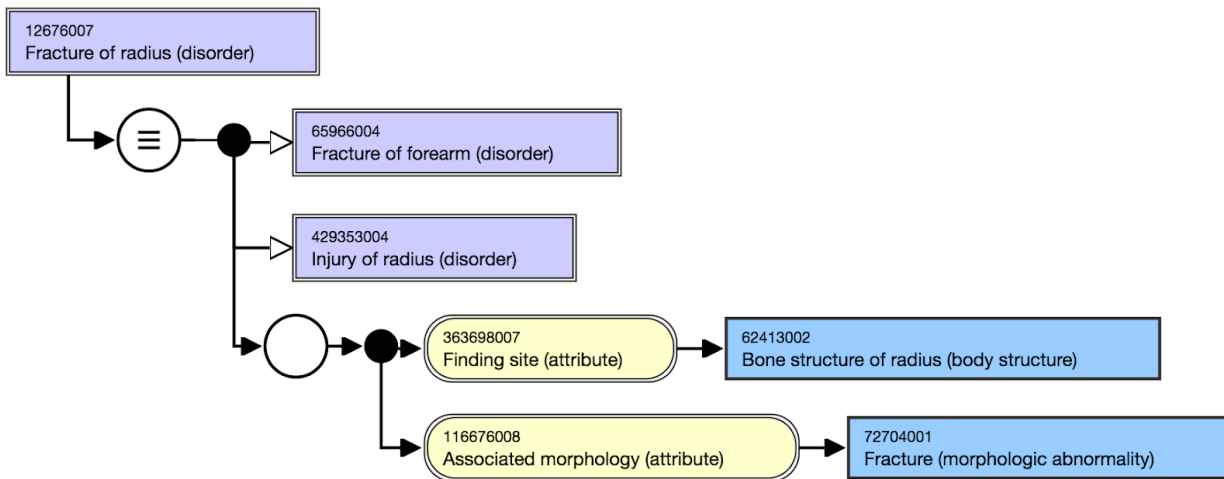 12676007
Fracture of radius (disorder)
65966004
Fracture of forearm (disorder)
429353004
Injury of radius (disorder)
363698007
Finding site (attribute)
62413002
Bone structure of radius (body structure)
116676008
Associated morphology (attribute)
72704001
Fracture (morphologic abnormality)